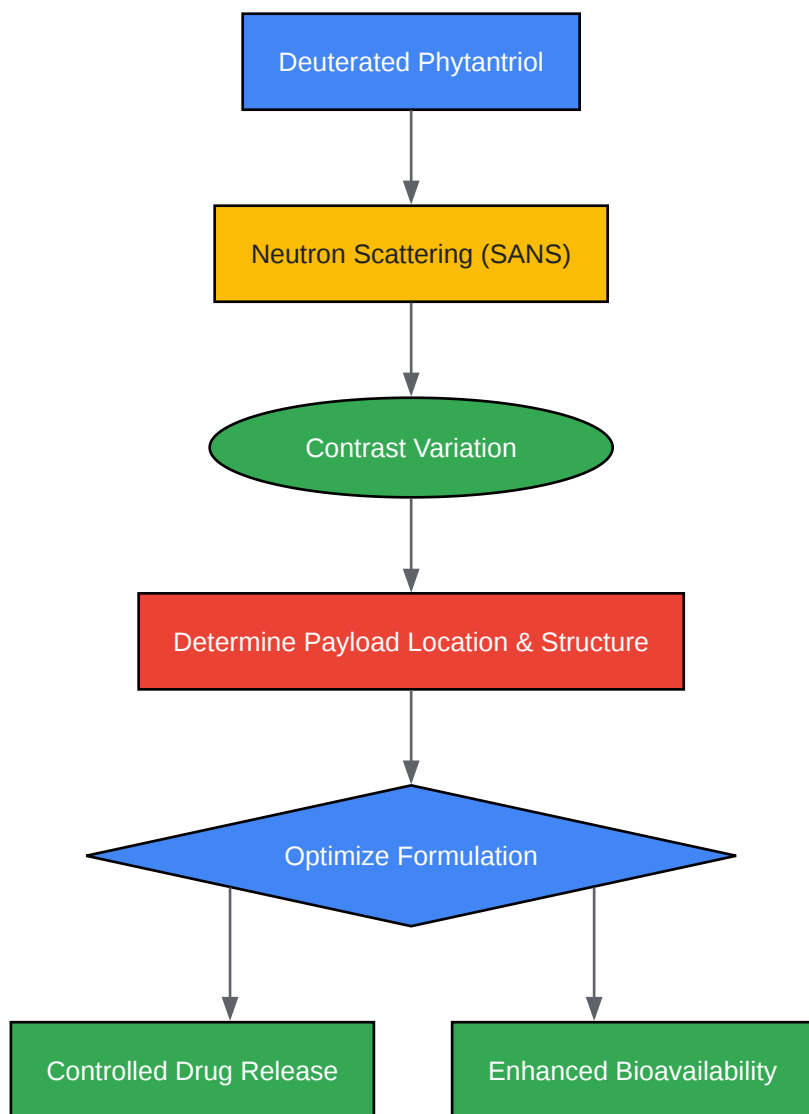 Deuterated Phytantriol
Neutron Scattering (SANS)
Contrast Variation
Determine Payload Location & Structure
Optimize Formulation
Controlled Drug Release
Enhanced Bioavailability